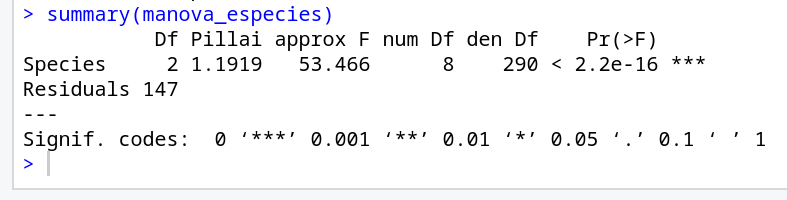 > summary(manova_especies)
           Df Pillai approx F num Df den Df    Pr(>F)
Species     2 1.1919   53.466      8    290 < 2.2e-16 ***
Residuals 147
---
Signif. codes:  0 ‘***’ 0.001 ‘**’ 0.01 ‘*’ 0.05 ‘.’ 0.1 ‘ ’ 1
>